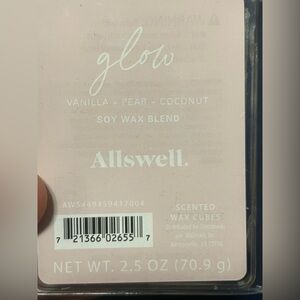 WARNING:
glow
VANILLA • PEAR • COCONUT
SOY WAX BLEND
Allswell.
SCENTED
WAX CUBES
7 21366 02655 7
NET WT. 2.5 OZ (70.9 g)